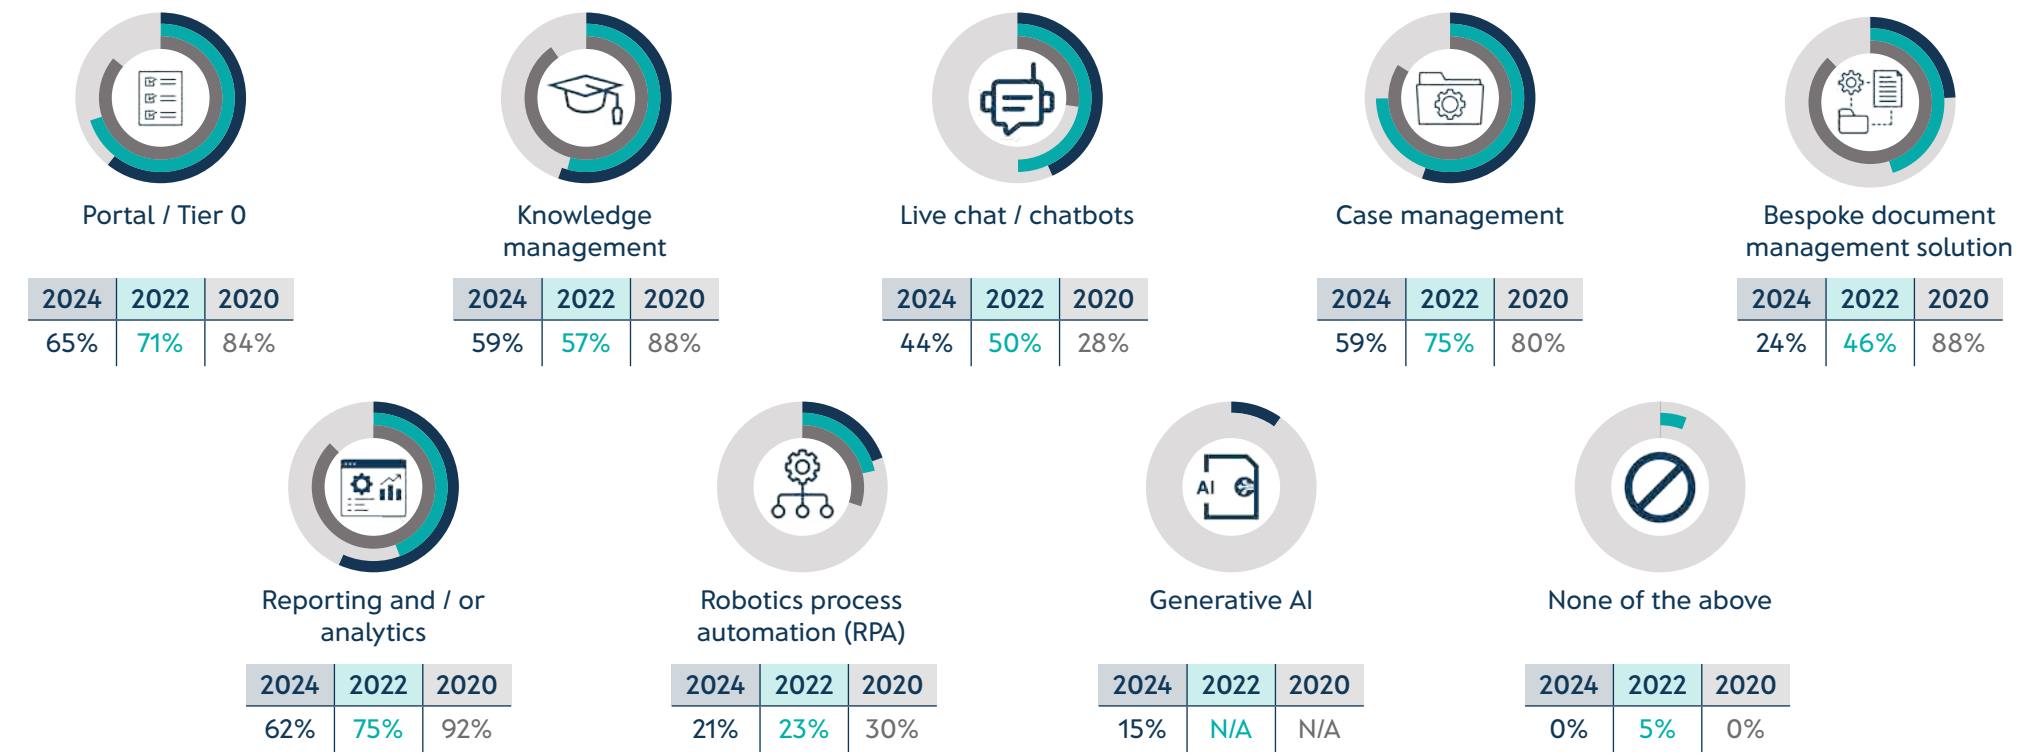 Portal / Tier 0
2024 2022 2020
65% 71% 84%
Knowledge
management
2024 2022 2020
59% 57% 88%
Live chat / chatbots
2024 2022 2020
44% 50% 28%
Case management
2024 2022 2020
59% 75% 80%
Bespoke document
management solution
2024 2022 2020
24% 46% 88%
Reporting and / or
analytics
2024 2022 2020
62% 75% 92%
Robotics process
automation (RPA)
2024 2022 2020
21% 23% 30%
AI
Generative AI
2024 2022 2020
15% N/A N/A
None of the above
2024 2022 2020
0% 5% 0%